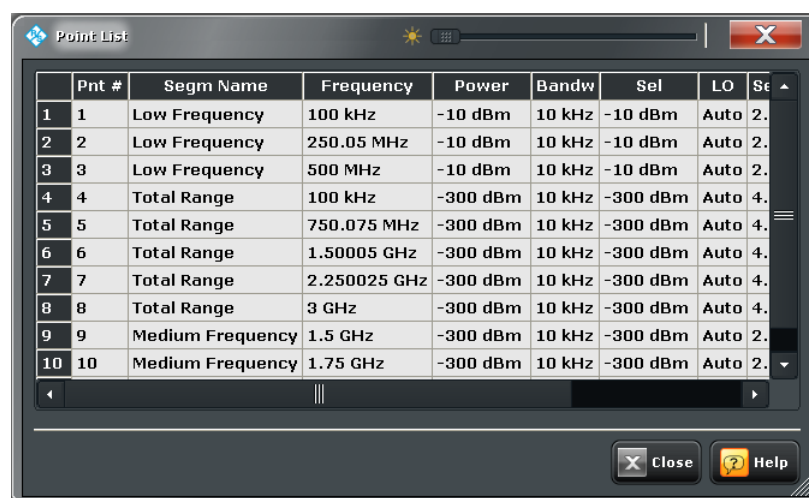 Point List
Pnt # Segm Name Frequency Power Bandw Sel LO Se
1 1 Low Frequency 100 kHz -10 dBm 10 kHz -10 dBm Auto 2.
2 2 Low Frequency 250.05 MHz -10 dBm 10 kHz -10 dBm Auto 2.
3 3 Low Frequency 500 MHz -10 dBm 10 kHz -10 dBm Auto 2.
4 4 Total Range 100 kHz -300 dBm 10 kHz -300 dBm Auto 4.
5 5 Total Range 750.075 MHz -300 dBm 10 kHz -300 dBm Auto 4.
6 6 Total Range 1.50005 GHz -300 dBm 10 kHz -300 dBm Auto 4.
7 7 Total Range 2.250025 GHz -300 dBm 10 kHz -300 dBm Auto 4.
8 8 Total Range 3 GHz -300 dBm 10 kHz -300 dBm Auto 4.
9 9 Medium Frequency 1.5 GHz -300 dBm 10 kHz -300 dBm Auto 2.
10 10 Medium Frequency 1.75 GHz -300 dBm 10 kHz -300 dBm Auto 2.
Close Help